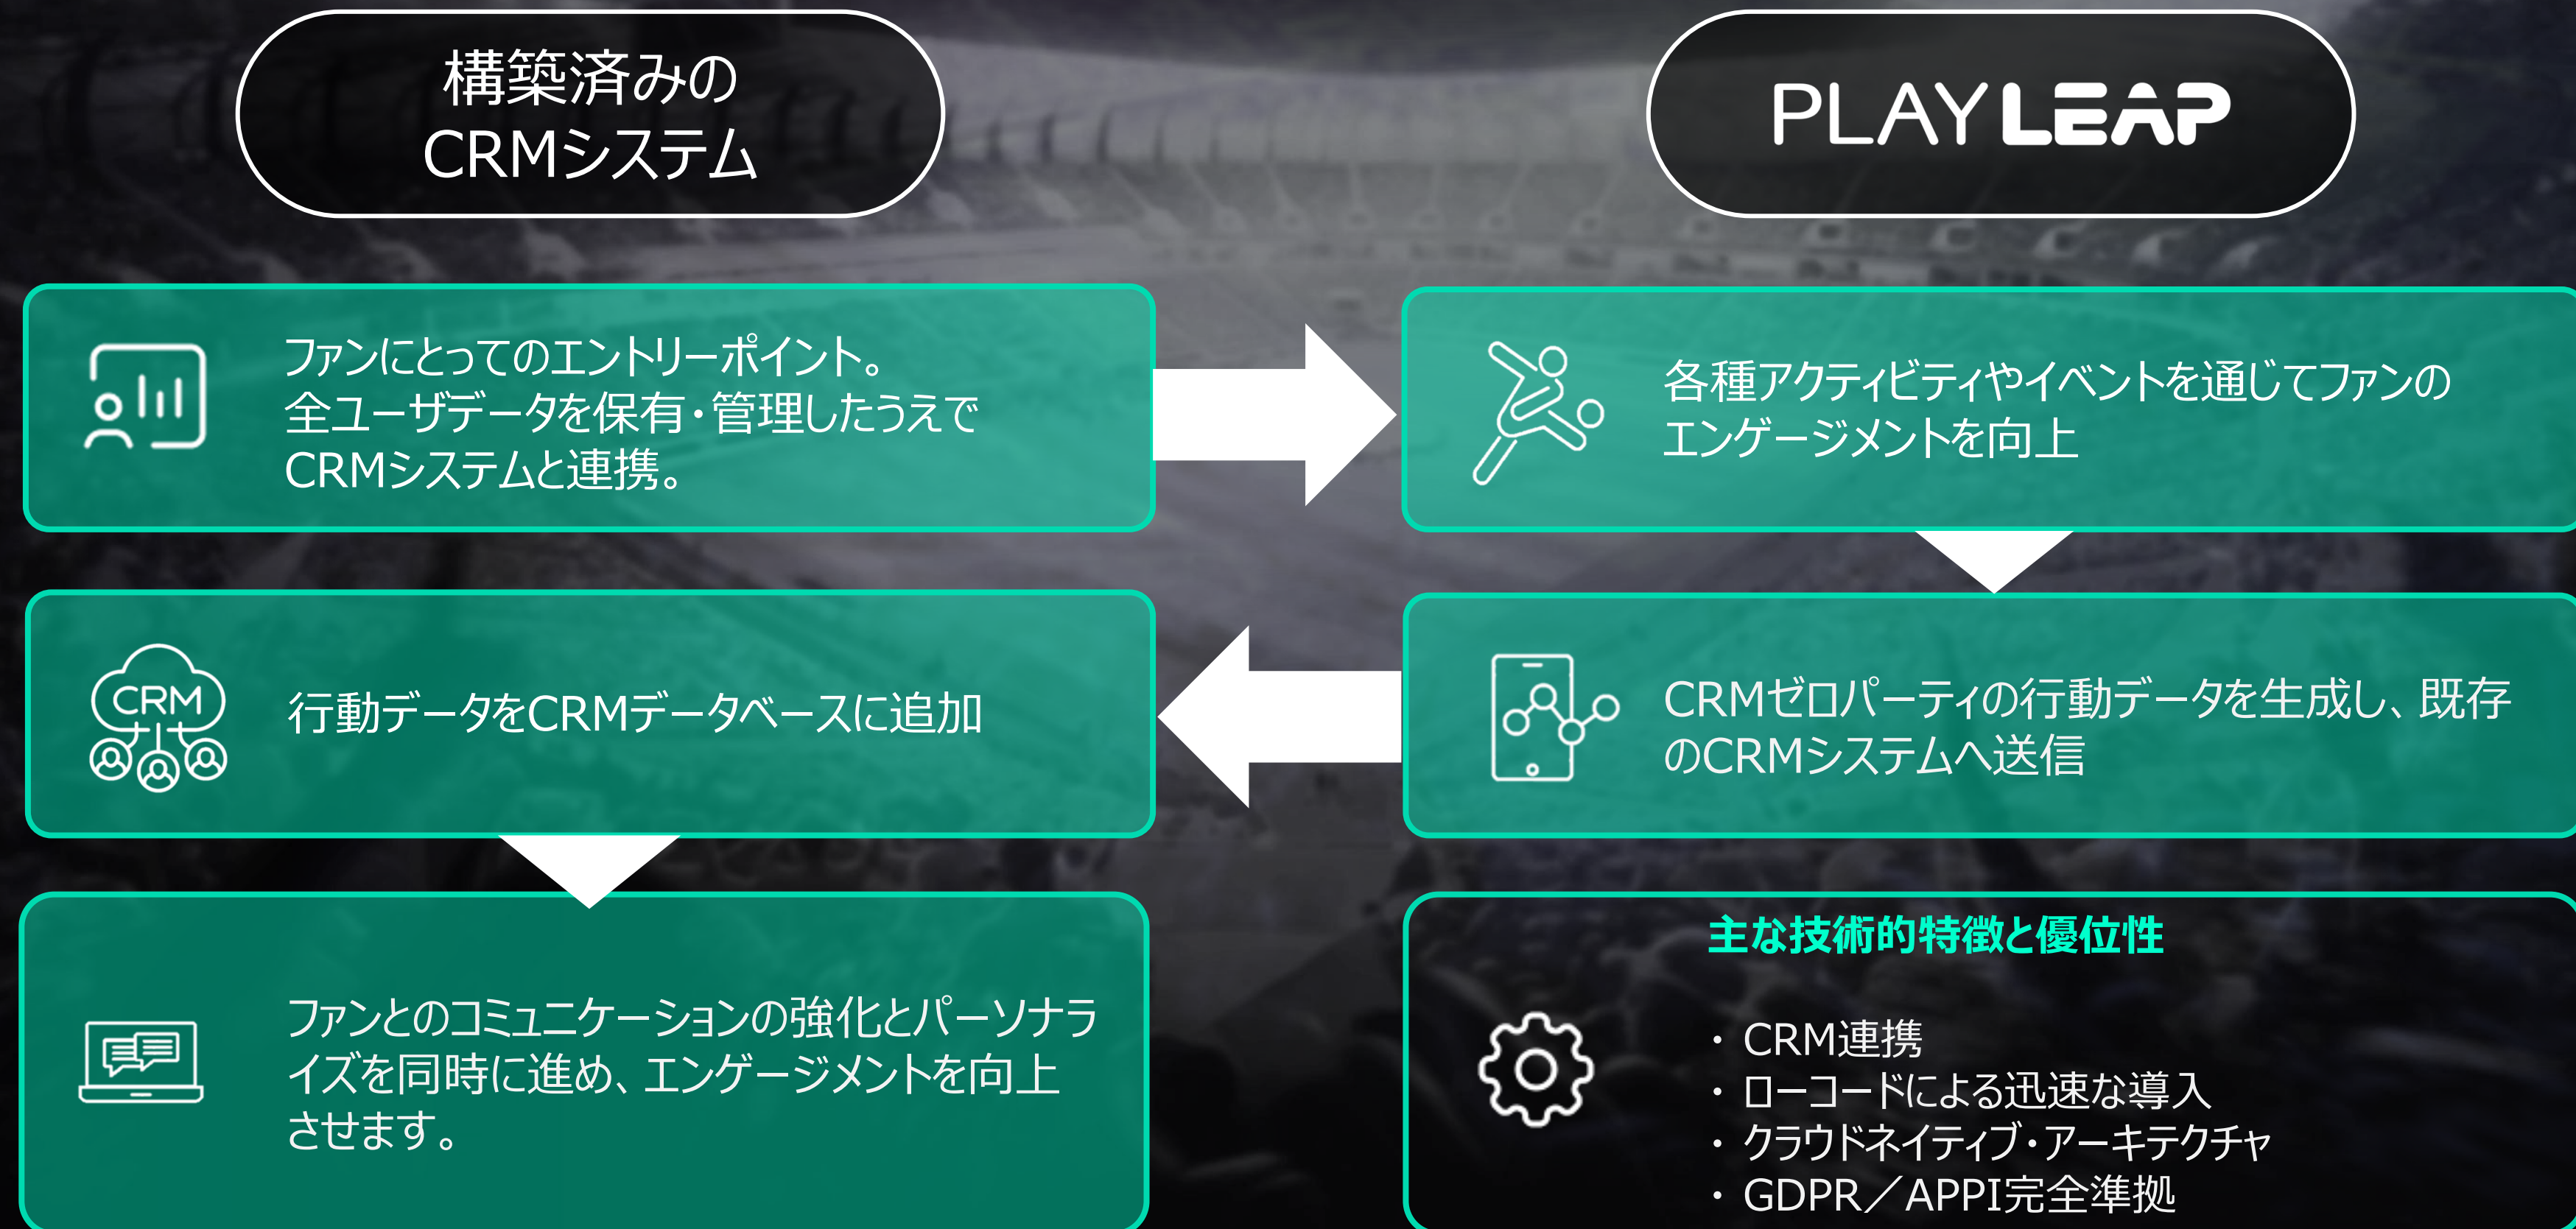 構築済みの
CRMシステム
PLAYLEAP
ファンにとってのエントリーポイント。
全ユーザデータを保有・管理したうえで
CRMシステムと連携。
各種アクティビティやイベントを通じてファンの
エンゲージメントを向上
CRM
行動データをCRMデータベースに追加
CRMゼロパーティの行動データを生成し、既存
のCRMシステムへ送信
ファンとのコミュニケーションの強化とパーソナラ
イズを同時に進め、エンゲージメントを向上
させます。
主な技術的特徴と優位性
・ CRM連携
・ ローコードによる迅速な導入
・ クラウドネイティブ・アーキテクチャ
・ GDPR／APPI完全準拠